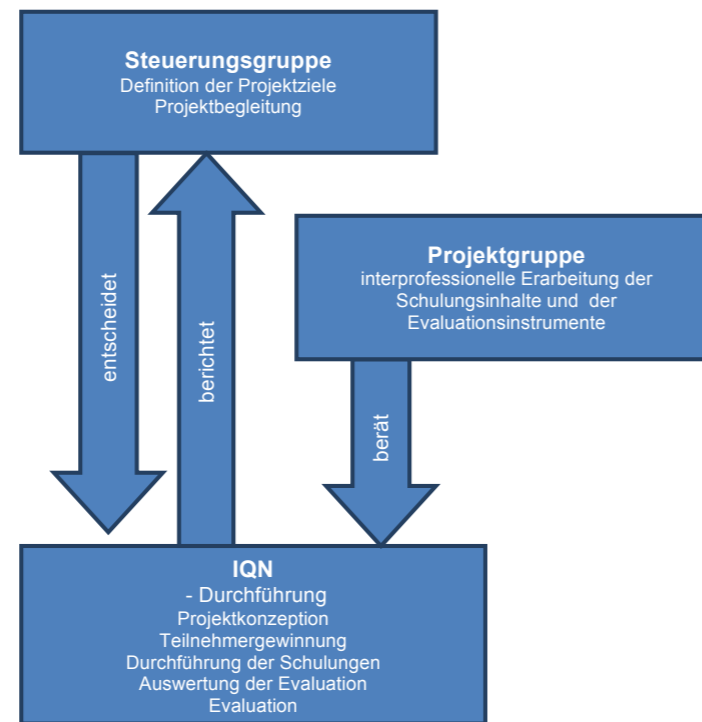 Steuerungsgruppe
Definition der Projektziele
Projektbegleitung
entscheidet
berichtet
Projektgruppe
interprofessionelle Erarbeitung der
Schulungsinhalte und der
Evaluationsinstrumente
berät
IQN
- Durchführung
Projektkonzeption
Teilnehmergewinnung
Durchführung der Schulungen
Auswertung der Evaluation
Evaluation